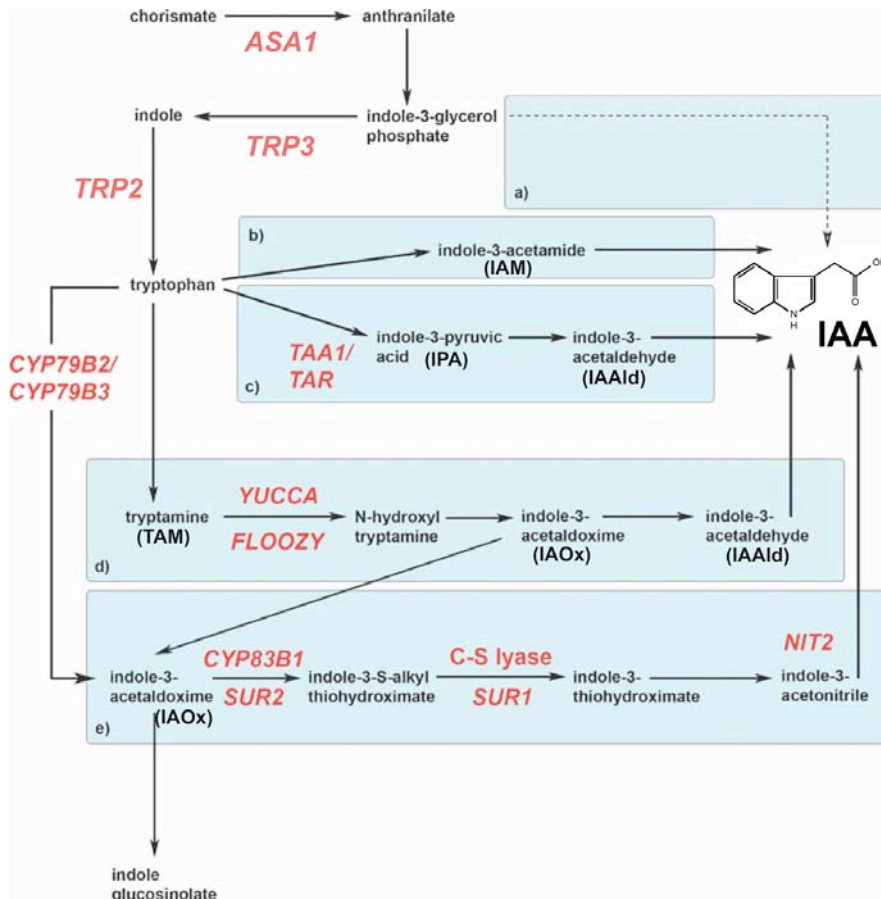 chorismate
anthranilate
ASA1
indole
indole-3-glycerol
phosphate
TRP3
a)
TRP2
b)
indole-3-acetamide
(IAM)
tryptophan
O
N
H
IAA
CYP79B2/
CYP79B3
TAA1/
TAR
indole-3-pyruvic
acid
(IPA)
indole-3-
acetaldehyde
(IAAld)
c)
tryptamine
(TAM)
YUCCA
FLOOZY
N-hydroxyl
tryptamine
indole-3-
acetaldoxime
(IAOx)
indole-3-
acetaldehyde
(IAAld)
d)
indole-3-
acetaldoxime
(IAOx)
CYP83B1
SUR2
indole-3-S-alkyl
thiohydroximate
C-S lyase
SUR1
indole-3-
thiohydroximate
NIT2
indole-3-
acetonitrile
e)
indole
glucosinolate